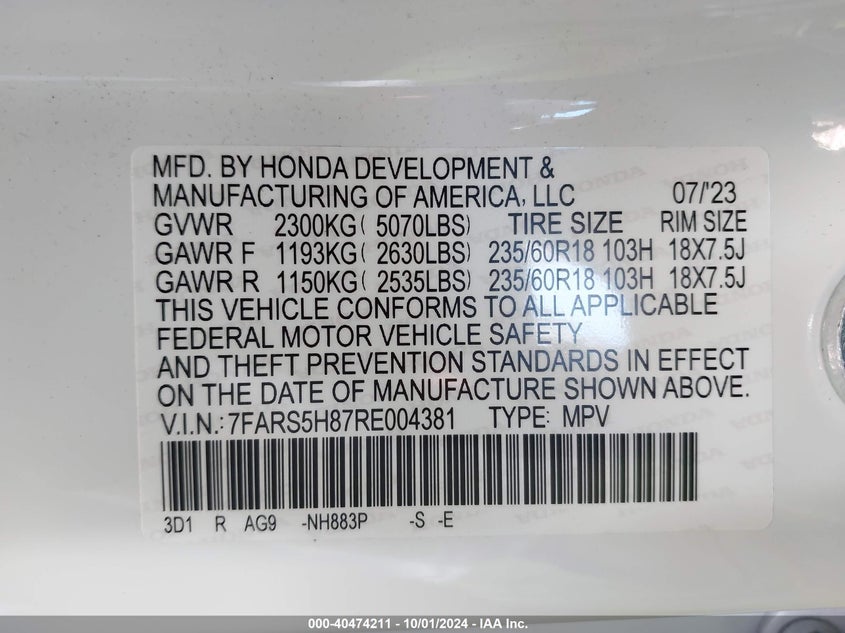 MFD. BY HONDA DEVELOPMENT &
MANUFACTURING OF AMERICA, LLC 07/'23
GVWR 2300KG( 5070LBS) TIRE SIZE RIM SIZE
GAWR F 1193KG( 2630LBS) 235/60R18 103H 18X7.5J
GAWR R 1150KG( 2535LBS) 235/60R18 103H 18X7.5J
THIS VEHICLE CONFORMS TO ALL APPLICABLE
FEDERAL MOTOR VEHICLE SAFETY
AND THEFT PREVENTION STANDARDS IN EFFECT
ON THE DATE OF MANUFACTURE SHOWN ABOVE.
V.I.N.: 7FARS5H87RE004381 TYPE: MPV
3D1 R AG9 -NH883P -S -E
000-40474211 - 10/01/2024 - IAA Inc.